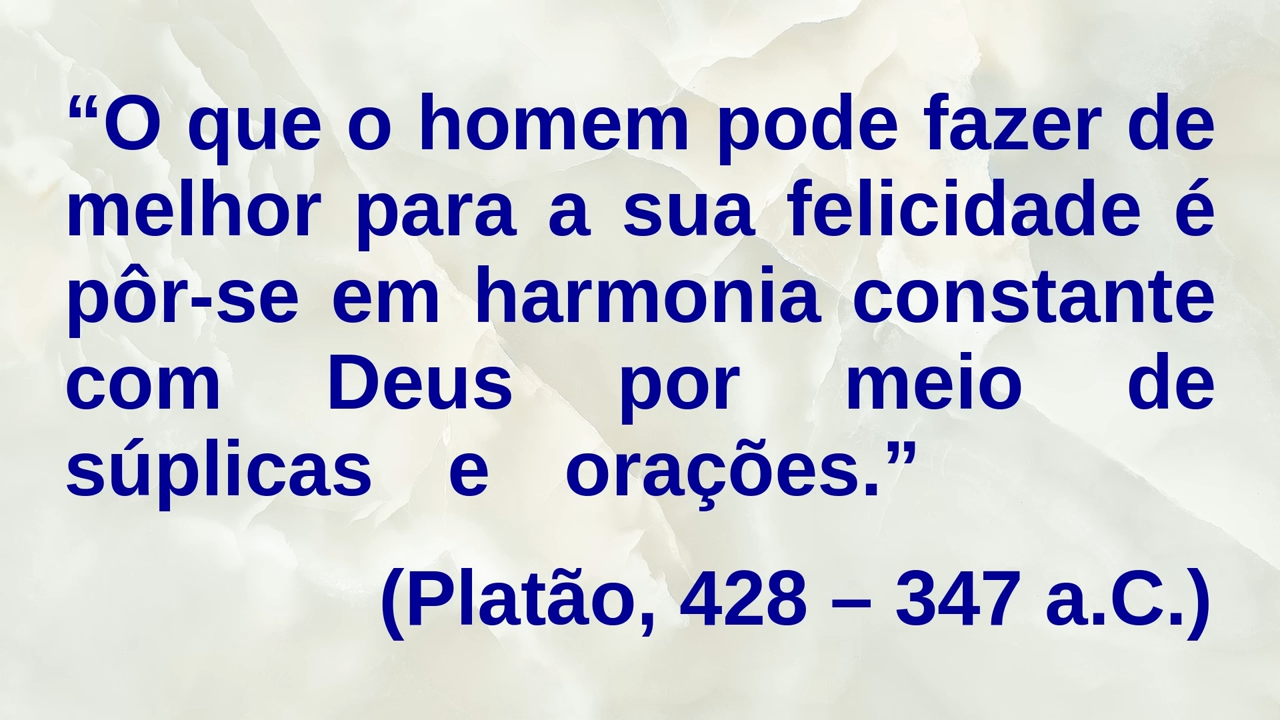 “O que o homem pode fazer de
melhor para a sua felicidade é
pôr-se em harmonia constante
com Deus por meio de
súplicas e orações.”
(Platão, 428 – 347 a.C.)